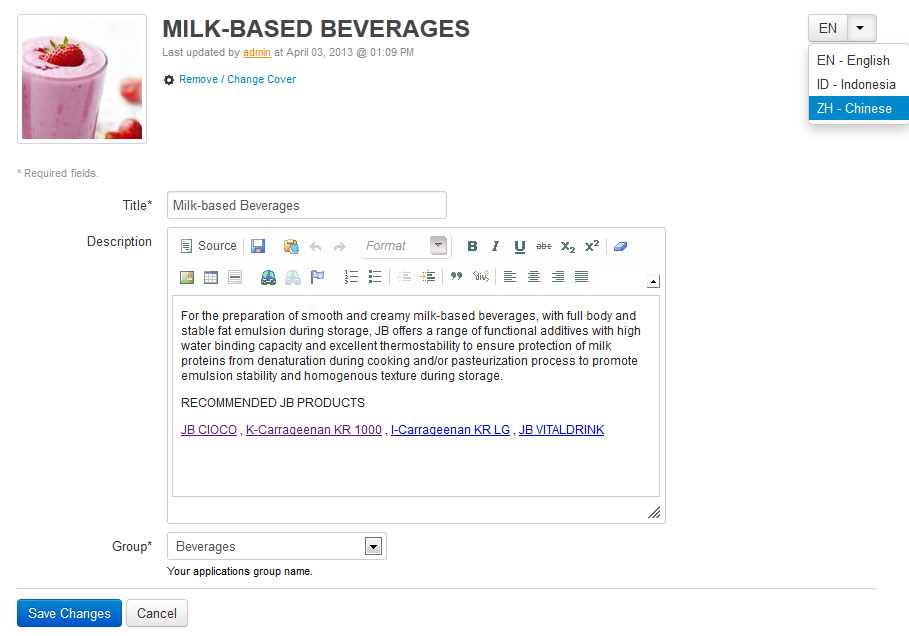 MILK-BASED BEVERAGES
Last updated by admin at April 03, 2013 @ 01:09 PM
Remove / Change Cover
EN
EN - English
ID - Indonesia
ZH - Chinese
* Required fields.
Title*
Milk-based Beverages
Description
Source
Format
B I U abc X2 X2
"div"
For the preparation of smooth and creamy milk-based beverages, with full body and
stable fat emulsion during storage, JB offers a range of functional additives with high
water binding capacity and excellent thermostability to ensure protection of milk
proteins from denaturation during cooking and/or pasteurization process to promote
emulsion stability and homogenous texture during storage.
RECOMMENDED JB PRODUCTS
JB CIOCO , K-Carrageenan KR 1000 , I-Carrageenan KR LG , JB VITALDRINK
Group*
Beverages
Your applications group name.
Save Changes
Cancel